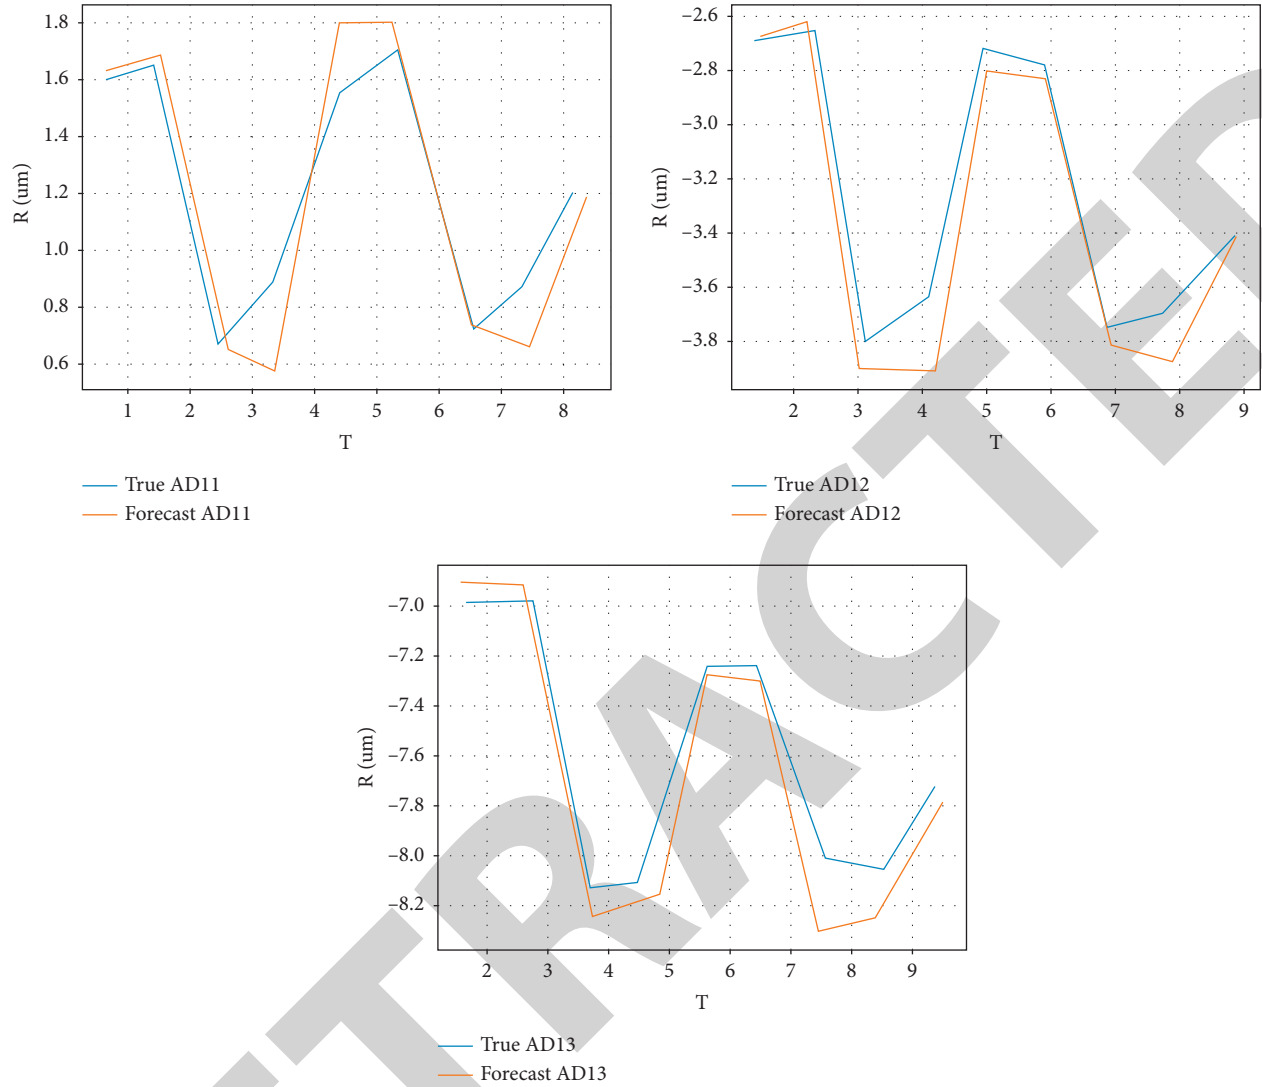 1.8
1.6
1.4
1.2
1.0
0.8
0.6
R (um)
1 2 3 4 5 6 7 8
T
True AD11
Forecast AD11
–2.6
–2.8
–3.0
–3.2
–3.4
–3.6
–3.8
R (um)
2 3 4 5 6 7 8 9
T
True AD12
Forecast AD12
–7.0
–7.2
–7.4
–7.6
–7.8
–8.0
–8.2
R (um)
2 3 4 5 6 7 8 9
T
True AD13
Forecast AD13
TRACTED